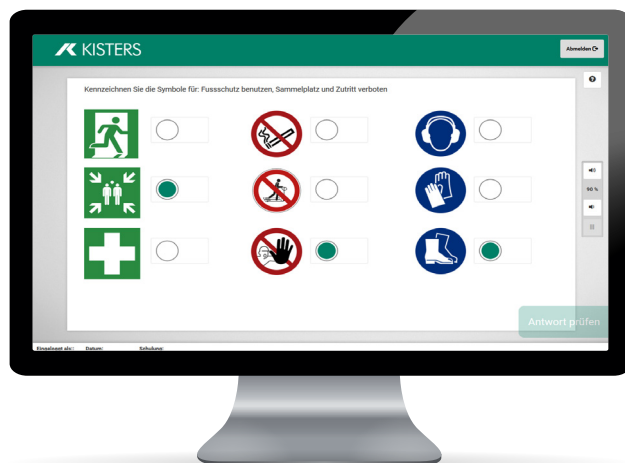 KISTERS
Abmelden
Kennzeichnen Sie die Symbole für: Fussschutz benutzen, Sammelplatz und Zutritt verboten
90 %
Antwort prüfen
Eingeloggt als: Datum: Schulung: